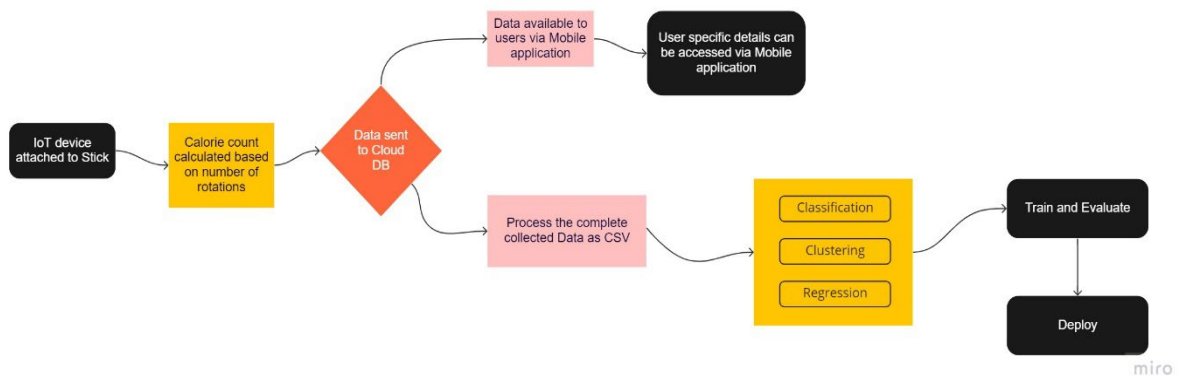 IoT device
attached to Stick
Calorie count
calculated based
on number of
rotations
Data sent
to Cloud
DB
Data available to
users via Mobile
application
User specific details can
be accessed via Mobile
application
Process the complete
collected Data as CSV
Classification
Clustering
Regression
Train and Evaluate
Deploy
miro